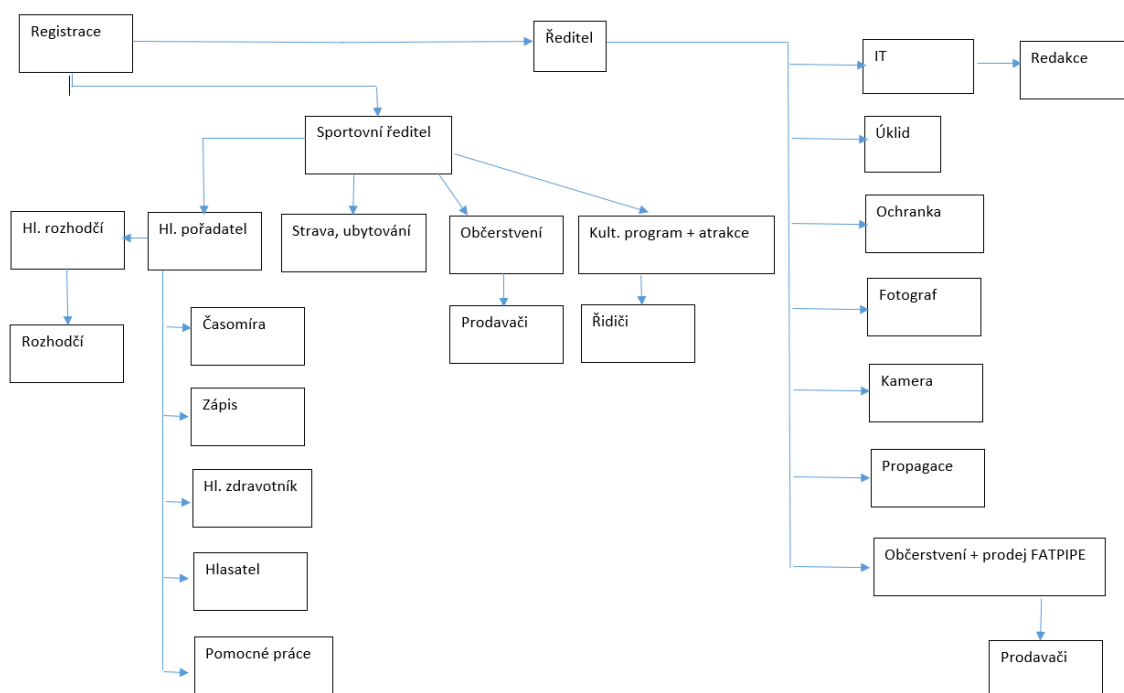 Registrace
Ředitel
IT
Redakce
Úklid
Sportovní ředitel
Ochranka
Hl. rozhodčí
Hl. pořadatel
Strava, ubytování
Občerstvení
Kult. program + atrakce
Fotograf
Časomíra
Prodavači
Řidiči
Rozhodčí
Kamera
Zápis
Propagace
Hl. zdravotník
Hlasatel
Občerstvení + prodej FATPIPE
Pomocné práce
Prodavači